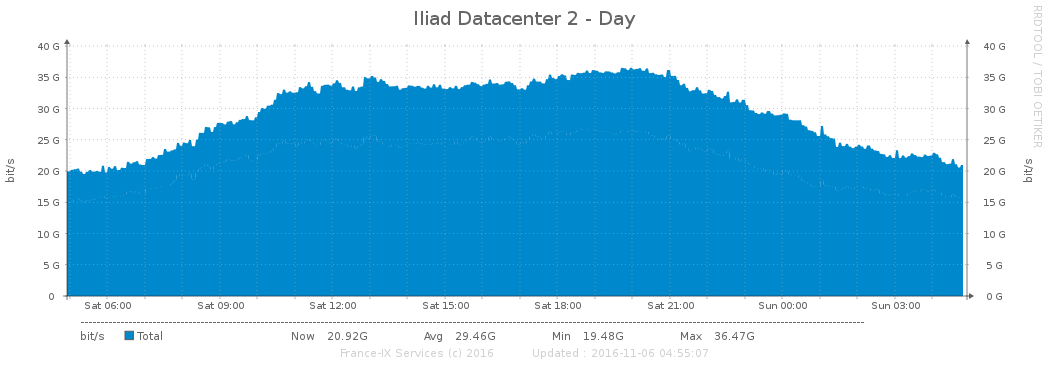 Iliad Datacenter 2 - Day
RRDTOOL / TOBI OETIKER
40 G 40 G
35 G 35 G
30 G 30 G
25 G 25 G
20 G 20 G
15 G 15 G
10 G 10 G
5 G 5 G
0 0 G
bit/s bit/s
Sat 06:00 Sat 09:00 Sat 12:00 Sat 15:00 Sat 18:00 Sat 21:00 Sun 00:00 Sun 03:00
bit/s Total Now 20.92G Avg 29.46G Min 19.48G Max 36.47G
France-IX Services (c) 2016 Updated : 2016-11-06 04:55:07